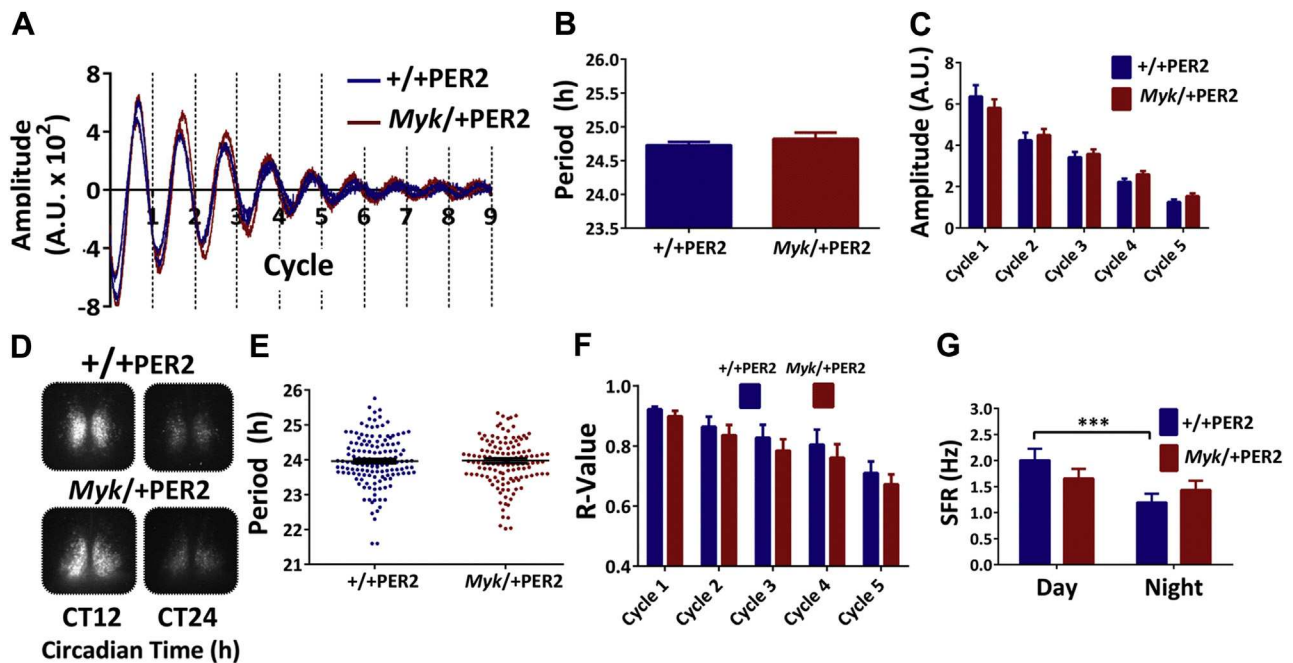 A
+/+PER2
Myk/+PER2
Amplitude
(A.U. x 10²)
8
4
0
-4
-8
1 2 3 4 5 6 7 8 9
Cycle
B
Period (h)
26.0
25.5
25.0
24.5
24.0
23.5
+/+PER2 Myk/+PER2
C
Amplitude (A.U.)
8
6
4
2
0
+/+PER2
Myk/+PER2
Cycle 1 Cycle 2 Cycle 3 Cycle 4 Cycle 5
D
+/+PER2
Myk/+PER2
CT12 CT24
Circadian Time (h)
E
Period (h)
26
25
24
23
22
21
+/+PER2 Myk/+PER2
F
+/+PER2 Myk/+PER2
R-Value
1.0
0.8
0.6
0.4
Cycle 1 Cycle 2 Cycle 3 Cycle 4 Cycle 5
G
SFR (Hz)
3.0
2.5
2.0
1.5
1.0
0.5
0
***
+/+PER2
Myk/+PER2
Day Night